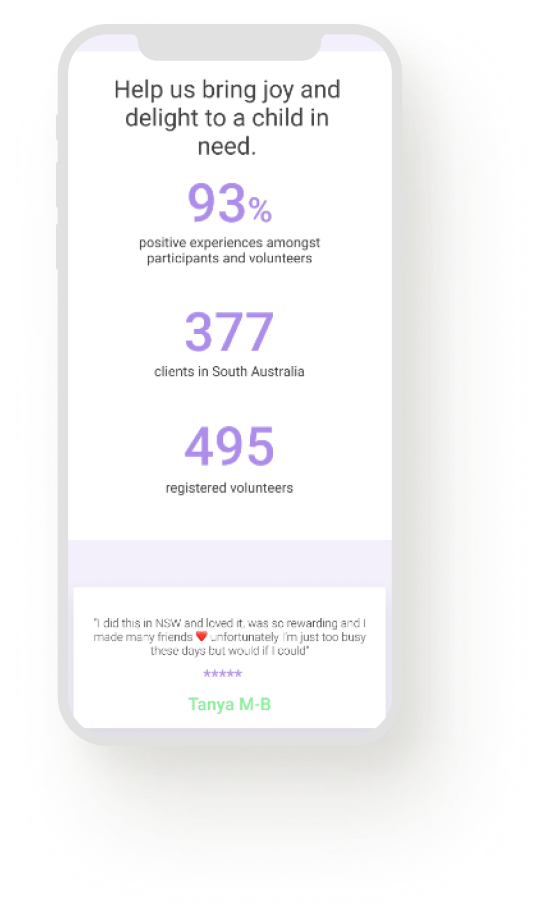 Help us bring joy and
delight to a child in
need.
93%
positive experiences amongst
participants and volunteers
377
clients in South Australia
495
registered volunteers
"I did this in NSW and loved it, was so rewarding and I
made many friends ❤️ unfortunately I'm just too busy
these days but would if I could"
*****
Tanya M-B